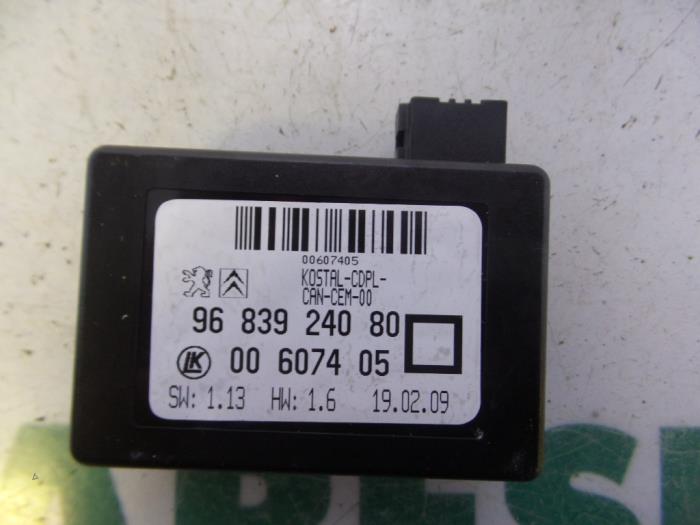 00607405
KOSTAL-CDPL-
CAN-CEM-00
96 839 240 80
LK 00 6074 05
SW: 1.13 HW: 1.6 19.02.09